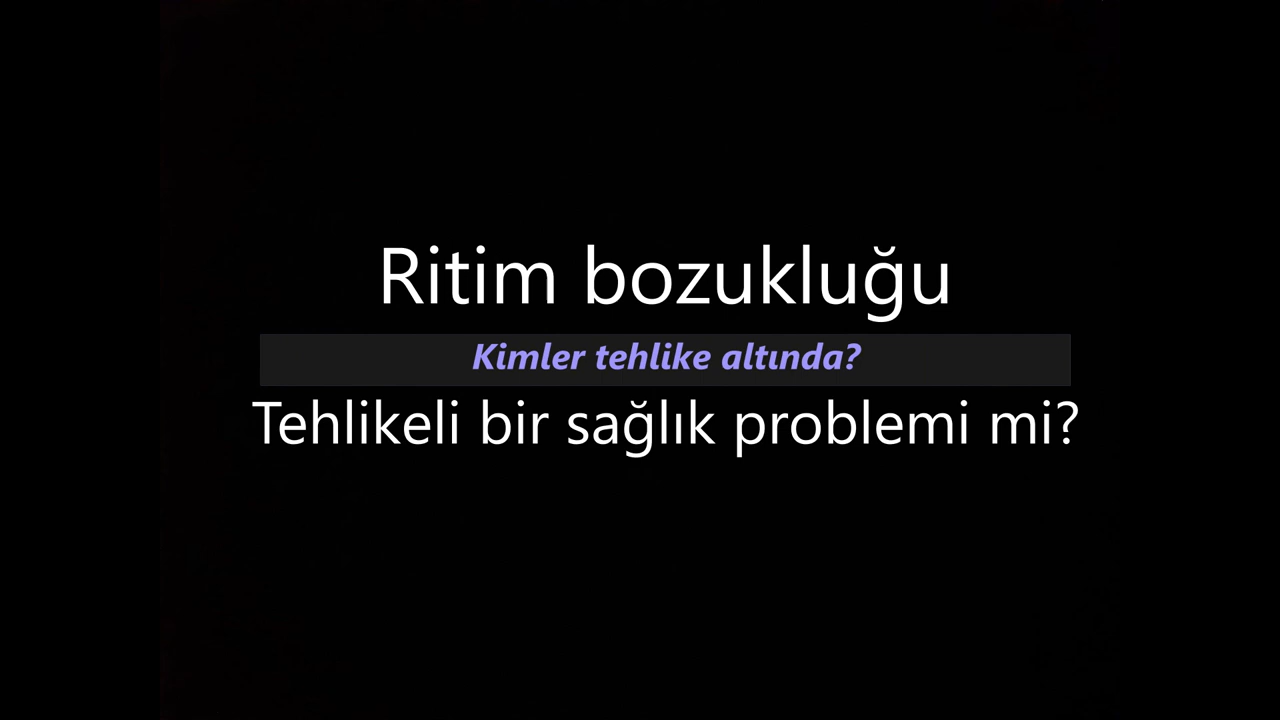 Ritim bozukluğu
Kimler tehlike altında?
Tehlikeli bir sağlık problemi mi?